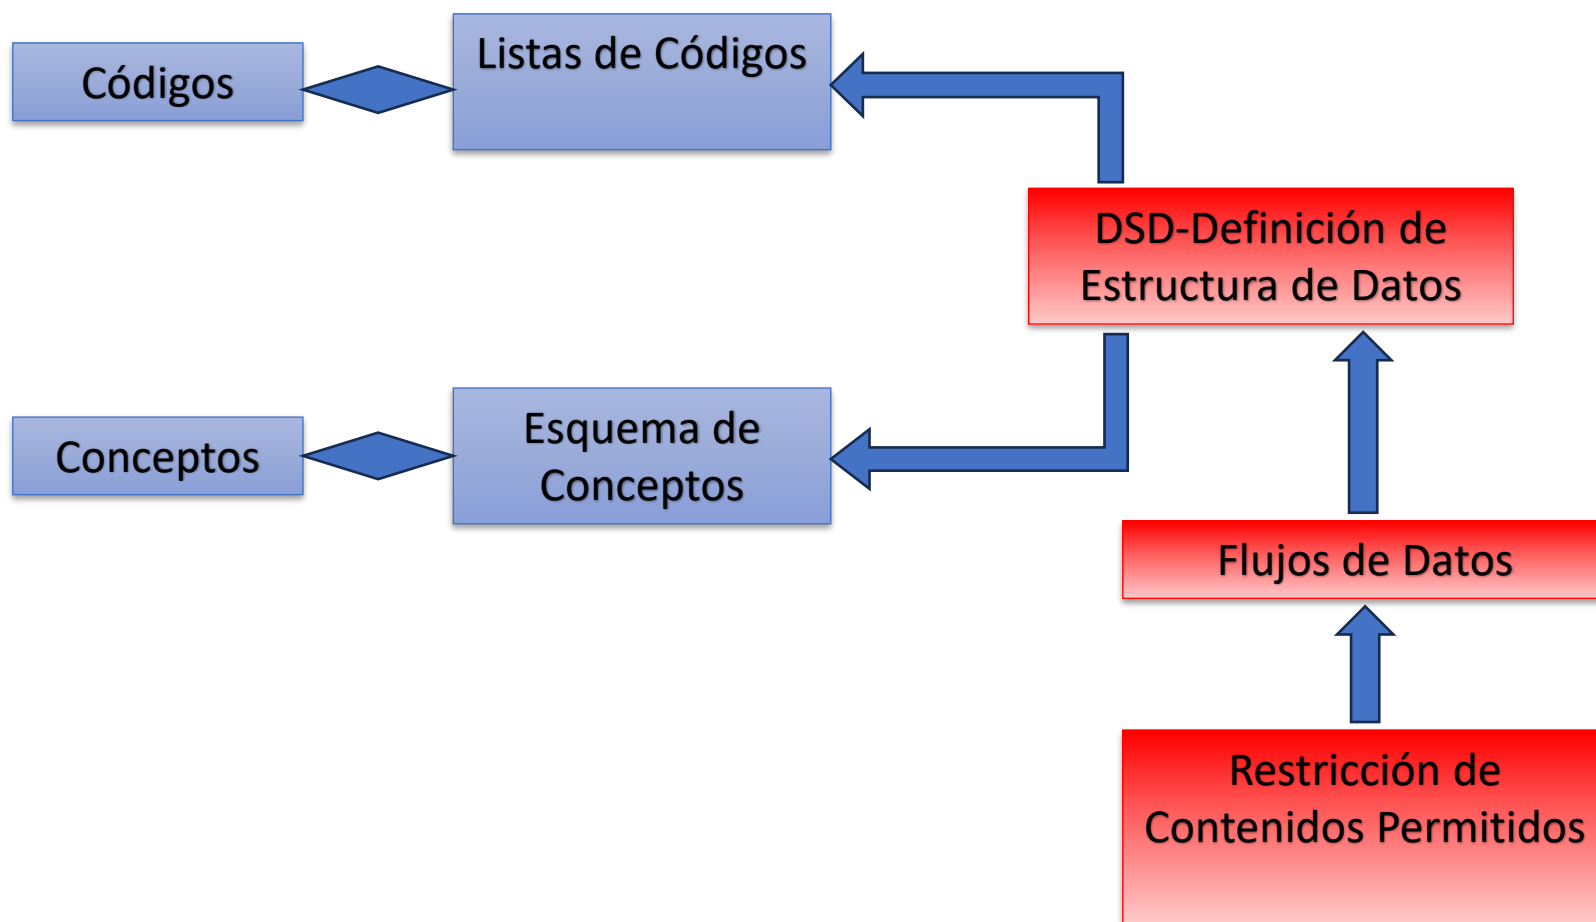 Códigos
Listas de Códigos
DSD-Definición de
Estructura de Datos
Conceptos
Esquema de
Conceptos
Flujos de Datos
Restricción de
Contenidos Permitidos